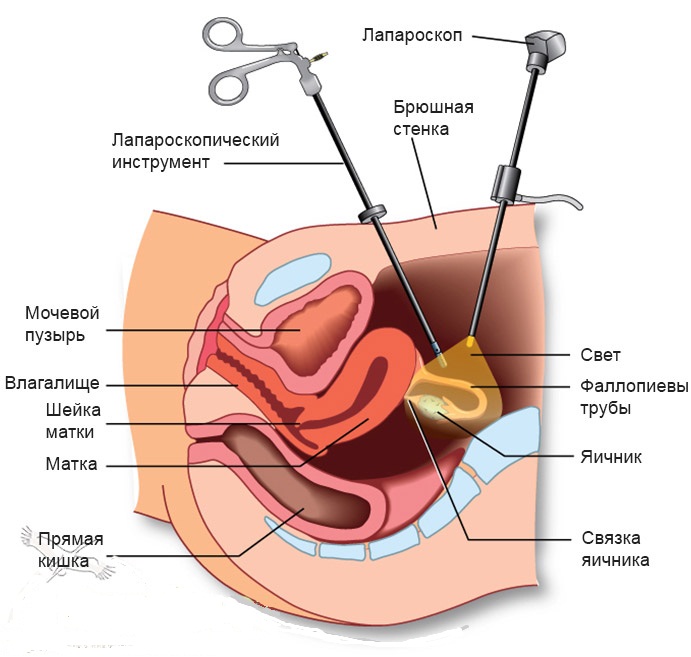 Лапароскоп
Брюшная
стенка
Лапароскопический
инструмент
Мочевой
пузырь
Влагалище
Шейка
матки
Матка
Прямая
кишка
Свет
Фаллопиевы
трубы
Яичник
Связка
яичника